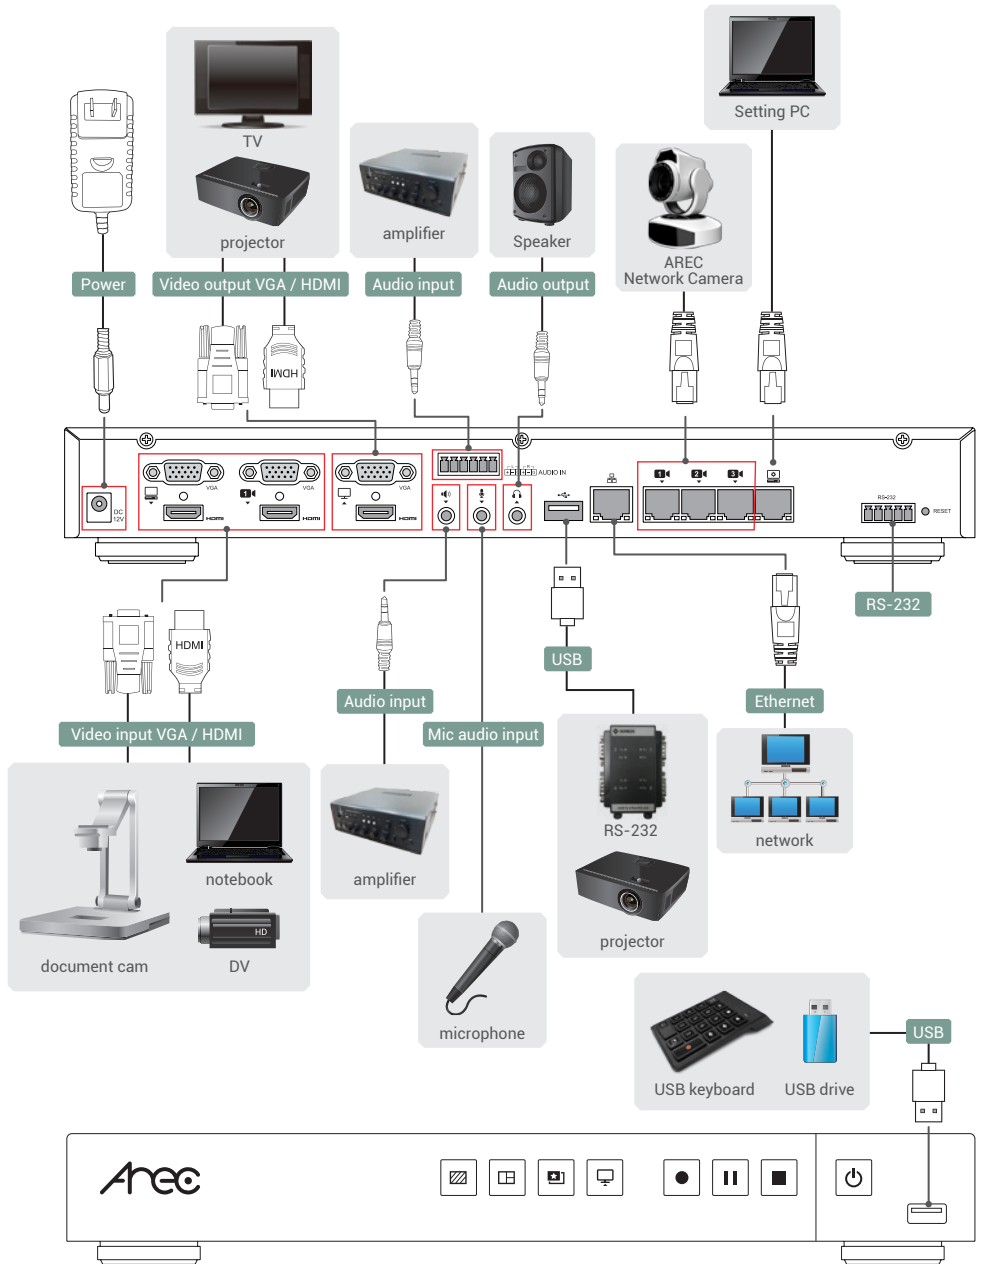 TV
projector
amplifier
Speaker
AREC
Network Camera
Setting PC
Power
Video output VGA / HDMI
Audio input
Audio output
HDMI
DC
12V
VGA
HDMI
1
VGA
HDMI
VGA
HDMI
AUDIO IN
1
2
3
RS-232
RESET
RS-232
HDMI
USB
Ethernet
Video input VGA / HDMI
Audio input
Mic audio input
document cam
notebook
HD
DV
amplifier
microphone
RS-232
projector
network
USB keyboard
USB drive
USB
Arec